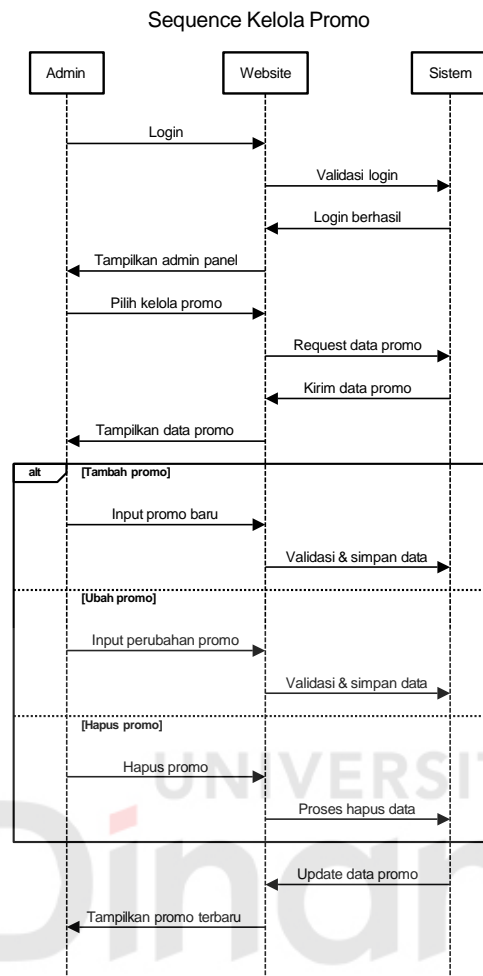 Sequence Kelola Promo
Admin
Website
Sistem
Login
Validasi login
Login berhasil
Tampilkan admin panel
Pilih kelola promo
Request data promo
Kirim data promo
Tampilkan data promo
alt
[Tambah promo]
Input promo baru
Validasi & simpan data
[Ubah promo]
Input perubahan promo
Validasi & simpan data
[Hapus promo]
Hapus promo
UNIVERSIT
Proses hapus data
Dinar
Update data promo
Tampilkan promo terbaru